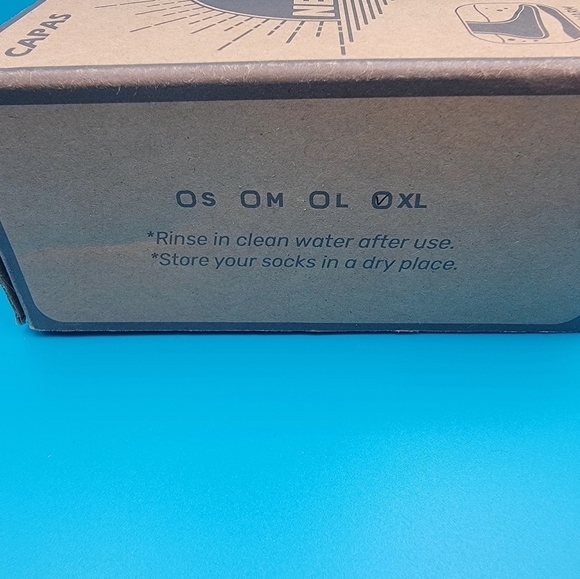 CAPAS
S M L XL
*Rinse in clean water after use.
*Store your socks in a dry place.